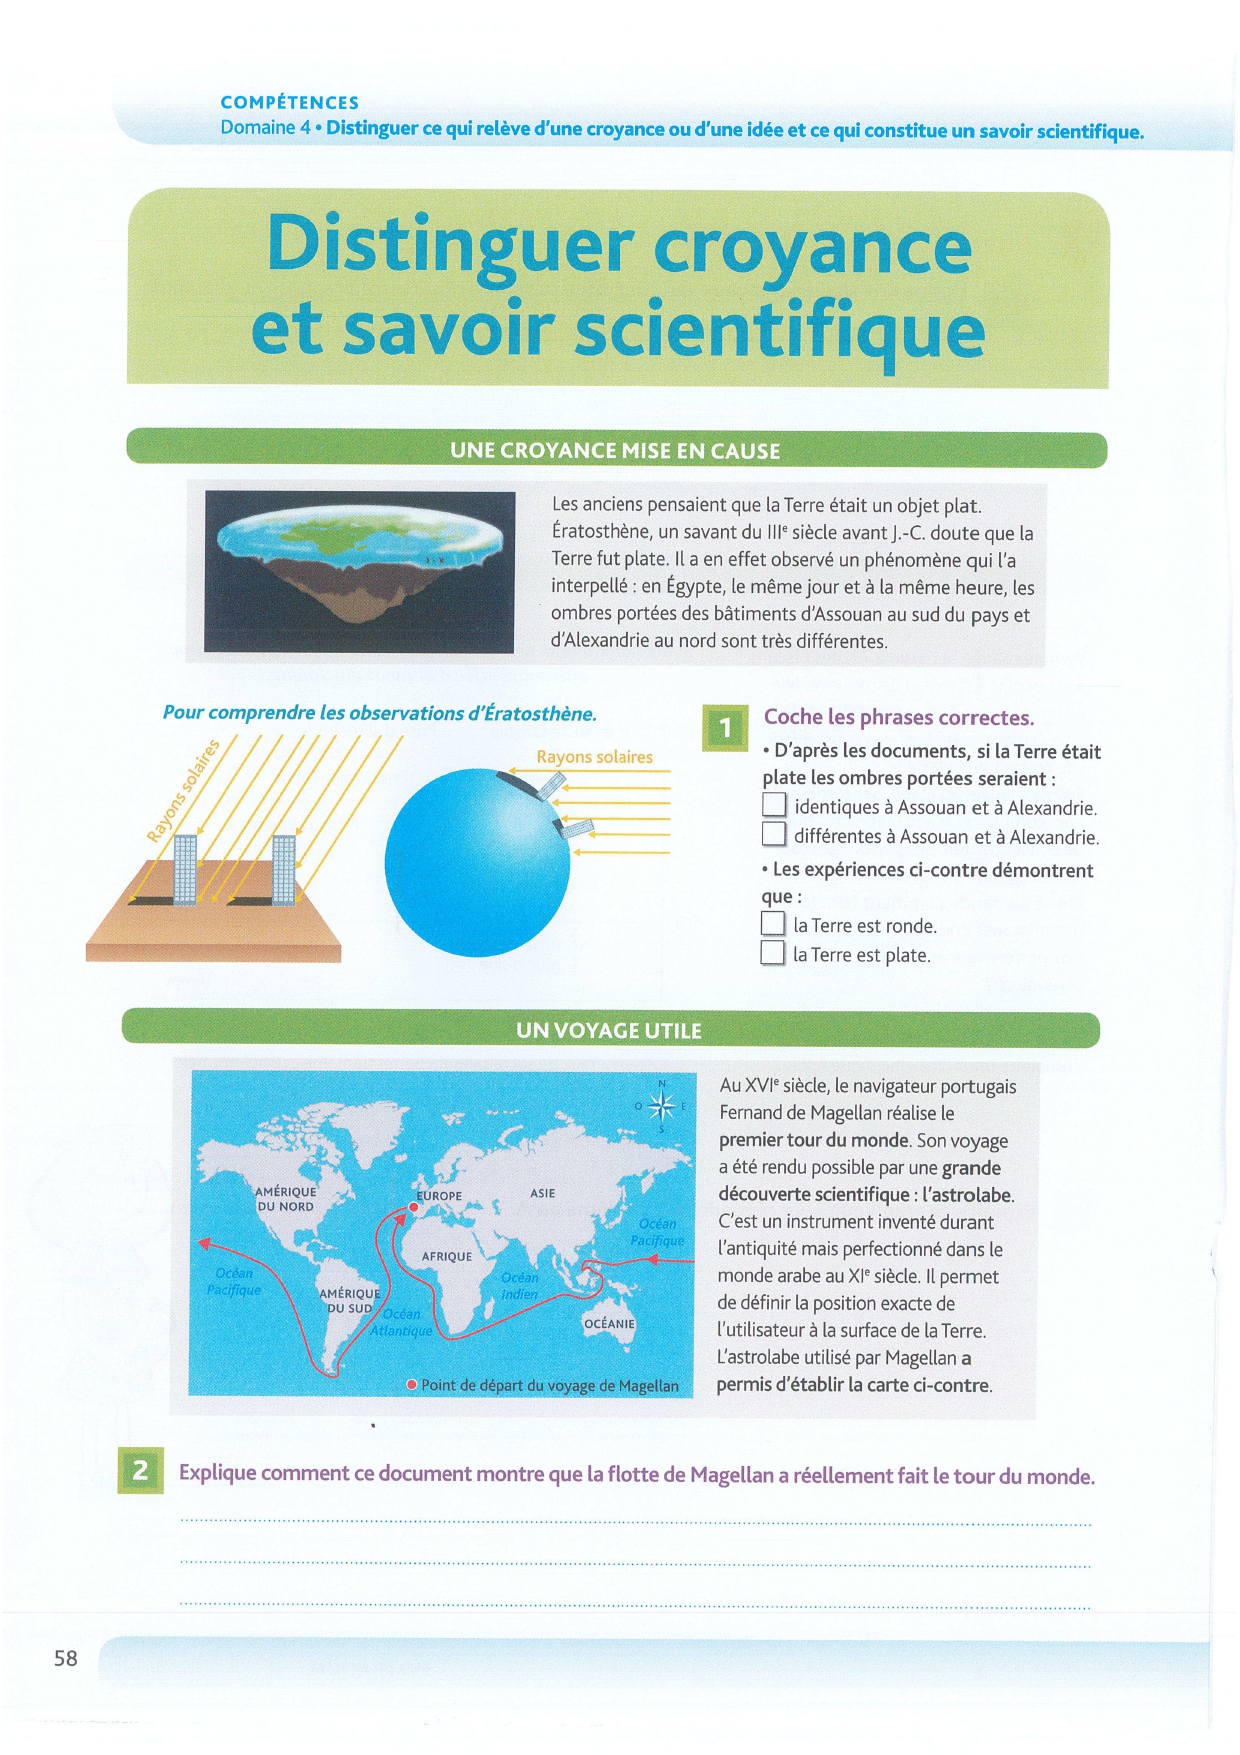 COMPÉTENCES
Domaine 4 • Distinguer ce qui relève d'une croyance ou d'une idée et ce qui constitue un savoir scientifique.
Distinguer croyance
et savoir scientifique
UNE CROYANCE MISE EN CAUSE
Les anciens pensaient que la Terre était un objet plat.
Ératosthène, un savant du IIIe siècle avant J.-C. doute que la
Terre fut plate. Il a en effet observé un phénomène qui l'a
interpellé : en Égypte, le même jour et à la même heure, les
ombres portées des bâtiments d'Assouan au sud du pays et
d'Alexandrie au nord sont très différentes.
Pour comprendre les observations d'Ératosthène.
Rayons solaires
Rayons solaires
1 Coche les phrases correctes.
• D'après les documents, si la Terre était
plate les ombres portées seraient :
identiques à Assouan et à Alexandrie.
différentes à Assouan et à Alexandrie.
• Les expériences ci-contre démontrent
que :
la Terre est ronde.
la Terre est plate.
UN VOYAGE UTILE
N
O E
S
AMÉRIQUE
DU NORD
EUROPE
ASIE
Océan
Pacifique
AFRIQUE
Océan
Pacifique
AMÉRIQUE
DU SUD
Océan
Indien
Océan
Atlantique
OCÉANIE
Point de départ du voyage de Magellan
Au XVIe siècle, le navigateur portugais
Fernand de Magellan réalise le
premier tour du monde. Son voyage
a été rendu possible par une grande
découverte scientifique : l'astrolabe.
C'est un instrument inventé durant
l'antiquité mais perfectionné dans le
monde arabe au XIe siècle. Il permet
de définir la position exacte de
l'utilisateur à la surface de la Terre.
L'astrolabe utilisé par Magellan a
permis d'établir la carte ci-contre.
2 Explique comment ce document montre que la flotte de Magellan a réellement fait le tour du monde.
58